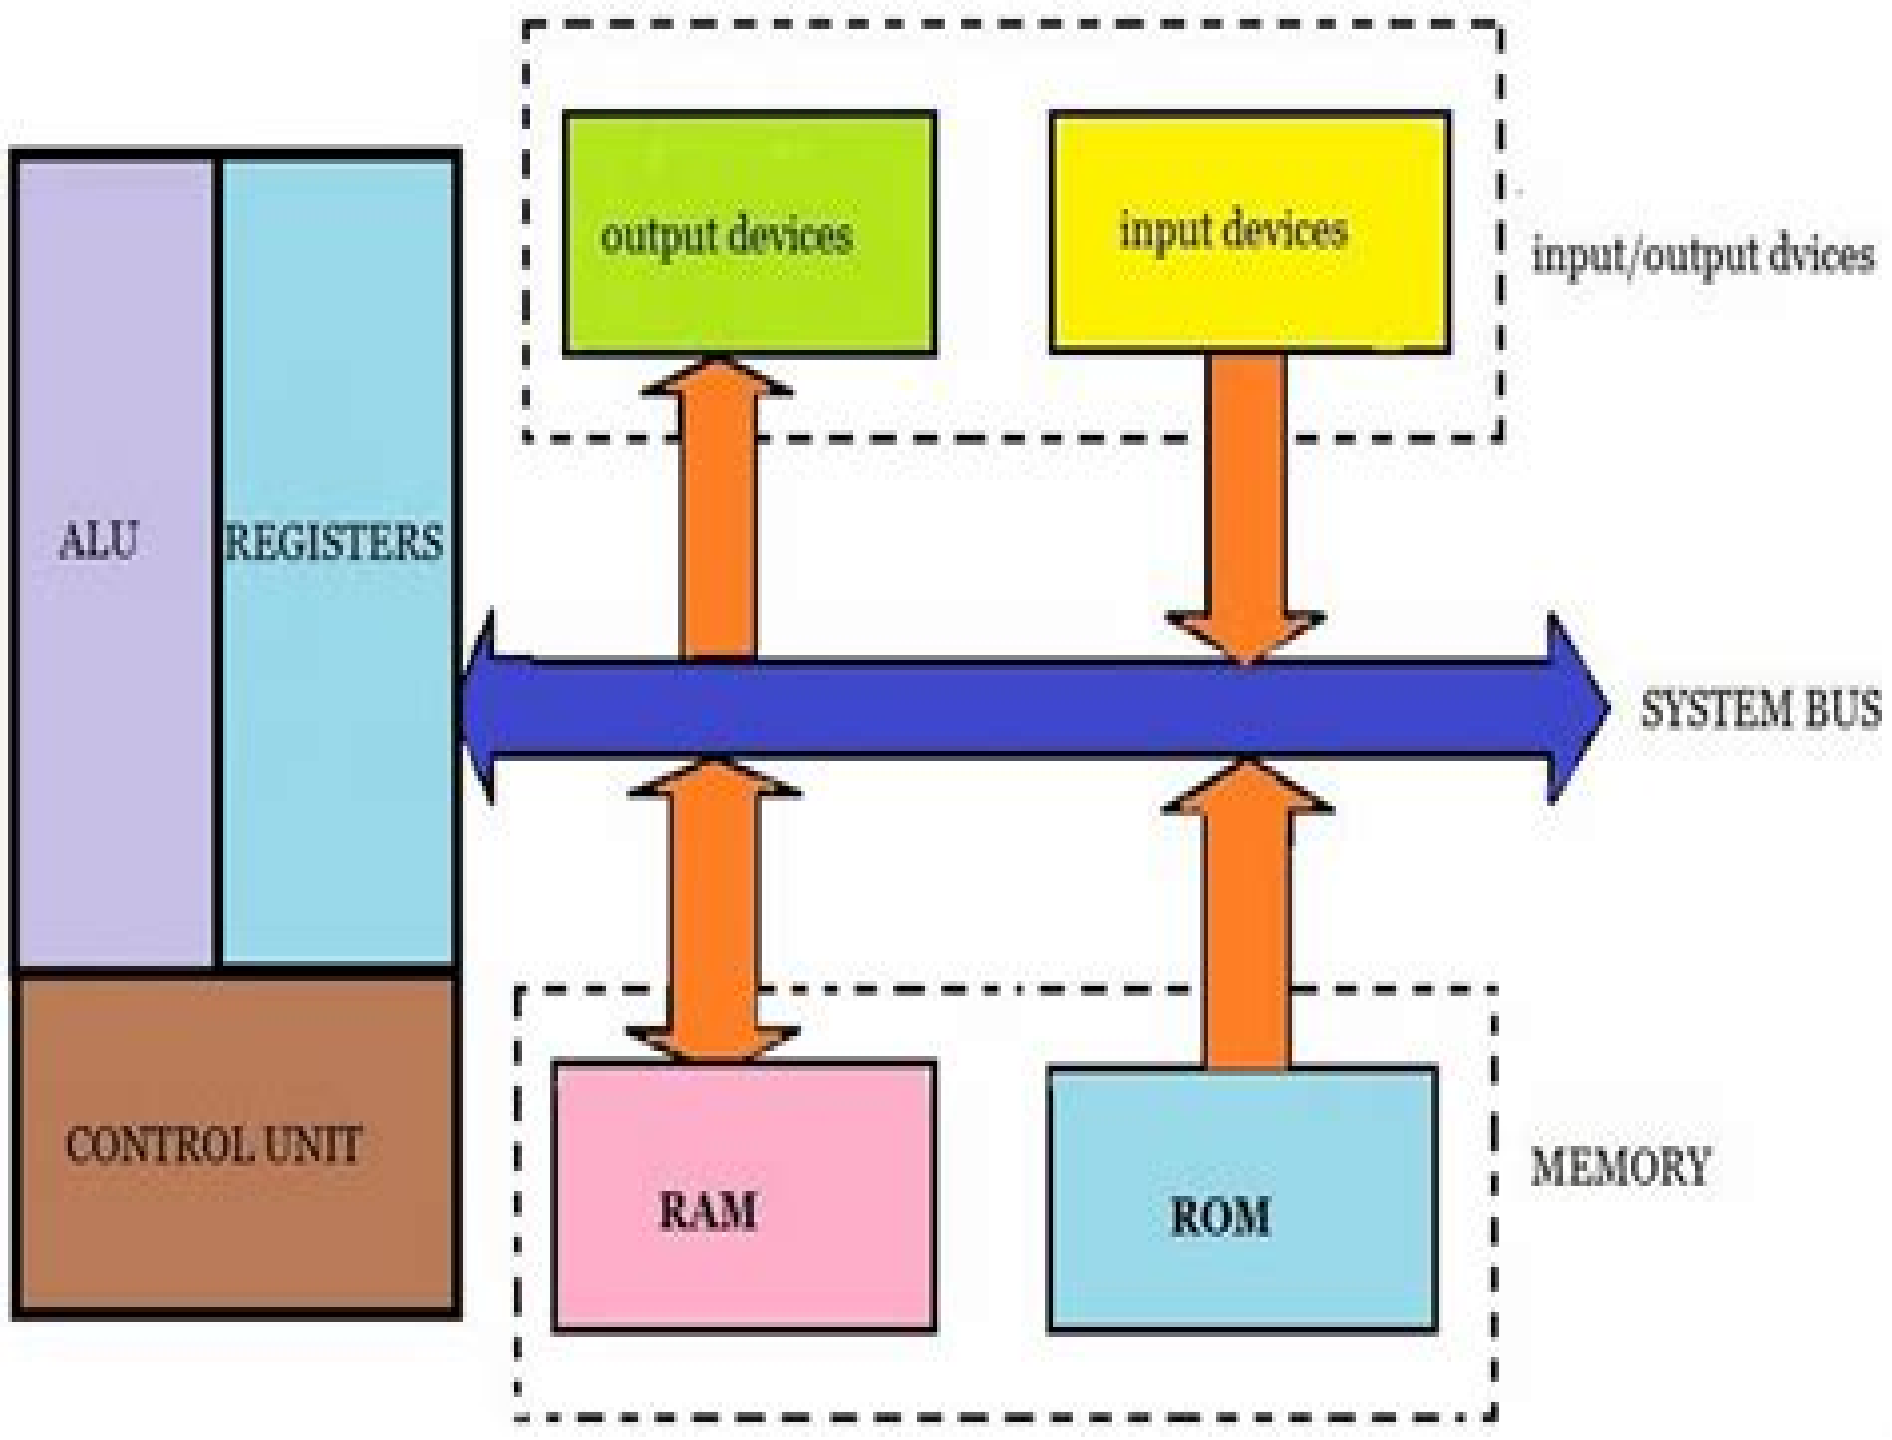 output devices
input devices
input/output dvices
ALU
REGISTERS
SYSTEM BUS
CONTROL UNIT
RAM
ROM
MEMORY